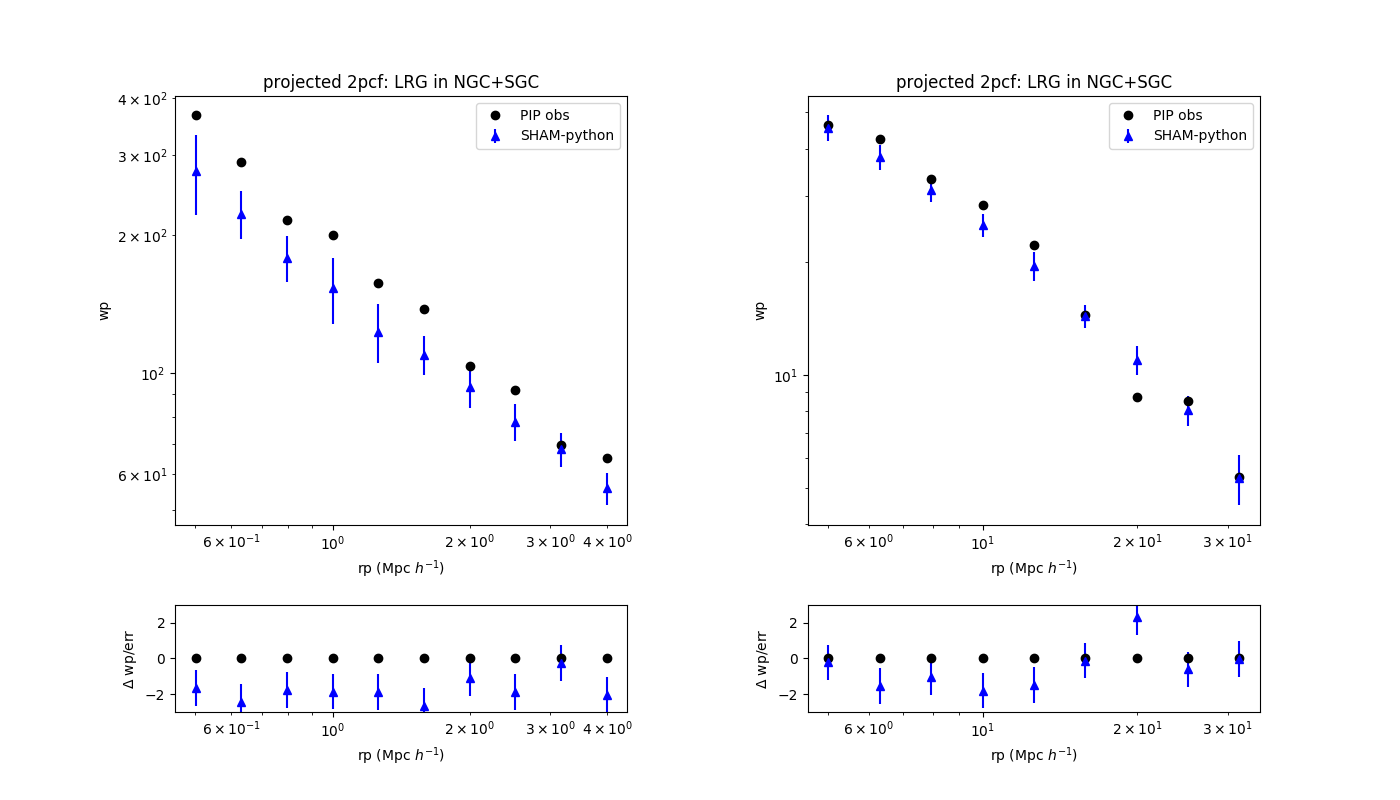 projected 2pcf: LRG in NGC+SGC
PIP obs
SHAM-python
4 × 10²
3 × 10²
2 × 10²
10²
6 × 10¹
wp
6 × 10⁻¹
10⁰
2 × 10⁰
3 × 10⁰
4 × 10⁰
rp (Mpc h⁻¹)
projected 2pcf: LRG in NGC+SGC
PIP obs
SHAM-python
10¹
wp
6 × 10⁰
10¹
2 × 10¹
3 × 10¹
rp (Mpc h⁻¹)
2
0
−2
Δ wp/err
6 × 10⁻¹
10⁰
2 × 10⁰
3 × 10⁰
4 × 10⁰
rp (Mpc h⁻¹)
2
0
−2
Δ wp/err
6 × 10⁰
10¹
2 × 10¹
3 × 10¹
rp (Mpc h⁻¹)